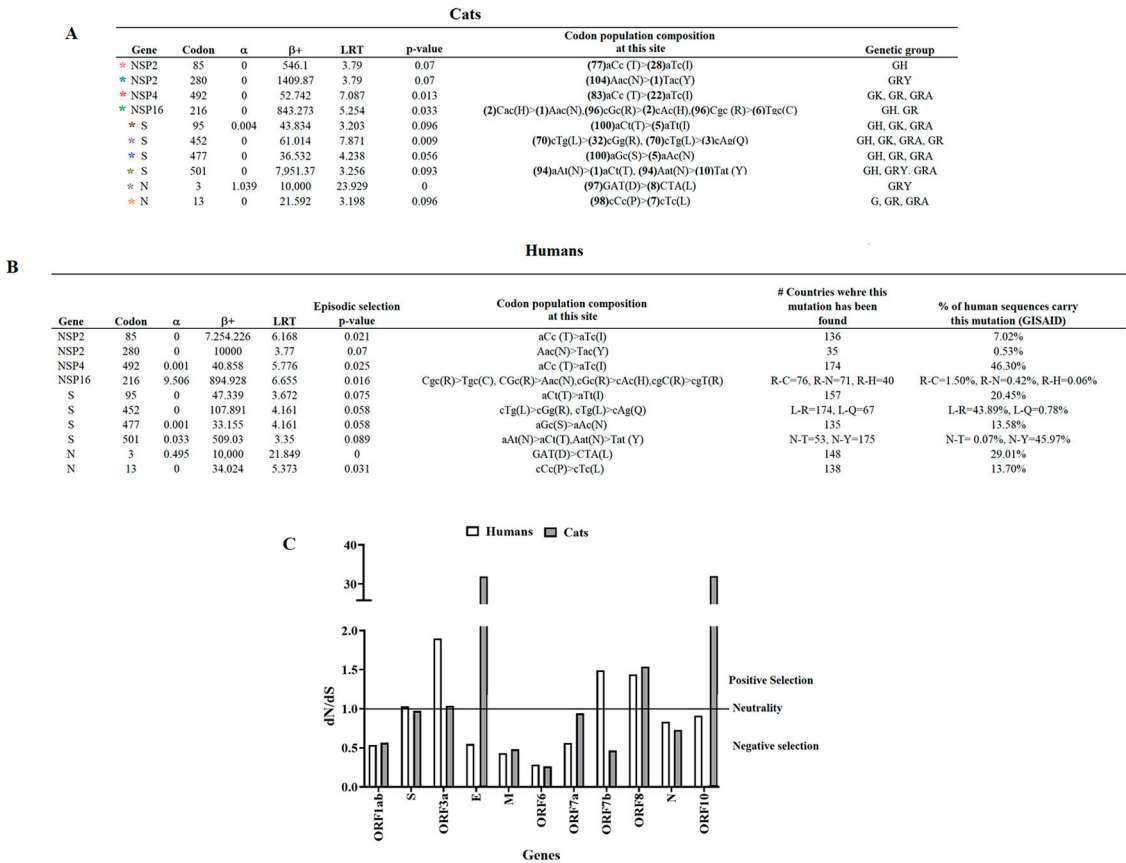 Cats
A
Codon population composition
Gene Codon α β+ LRT p-value at this site Genetic group
* NSP2 85 0 546.1 3.79 0.07 (77)aCc (T)>(28)aTc(I) GH
* NSP2 280 0 1409.87 3.79 0.07 (104)Aac(N)>(1)Tac(Y) GRY
* NSP4 492 0 52.742 7.087 0.013 (83)aCc (T)>(22)aTc(I) GK, GR, GRA
* NSP16 216 0 843.273 5.254 0.033 (2)Cac(H)>(1)Aac(N),(96)cGc(R)>(2)cAc(H),(96)Cgc (R)>(6)Tgc(C) GH. GR
* S 95 0.004 43.834 3.203 0.096 (100)aCt(T)>(5)aTt(I) GH, GK, GRA
* S 452 0 61.014 7.871 0.009 (70)cTg(L)>(32)cGg(R), (70)cTg(L)>(3)cAg(Q) GH, GK, GRA, GR
* S 477 0 36.532 4.238 0.056 (100)aGc(S)>(5)aAc(N) GH, GR, GRA
* S 501 0 7,951.37 3.256 0.093 (94)aAt(N)>(1)aCt(T), (94)Aat(N)>(10)Tat (Y) GH, GRY. GRA
* N 3 1.039 10,000 23.929 0 (97)GAT(D)>(8)CTA(L) GRY
* N 13 0 21.592 3.198 0.096 (98)cCc(P)>(7)cTc(L) G, GR, GRA
Humans
B
# Countries wehre this
Episodic selection Codon population composition mutation has been % of human sequences carry
Gene Codon α β+ LRT p-value at this site found this mutation (GISAID)
NSP2 85 0 7.254.226 6.168 0.021 aCc (T)>aTc(I) 136 7.02%
NSP2 280 0 10000 3.77 0.07 Aac(N)>Tac(Y) 35 0.53%
NSP4 492 0.001 40.858 5.776 0.025 aCc (T)>aTc(I) 174 46.30%
NSP16 216 9.506 894.928 6.655 0.016 Cgc(R)>Tgc(C), CGc(R)>Aac(N),cGc(R)>cAc(H),cgC(R)>cgT(R) R-C=76, R-N=71, R-H=40 R-C=1.50%, R-N=0.42%, R-H=0.06%
S 95 0 47.339 3.672 0.075 aCt(T)>aTt(I) 157 20.45%
S 452 0 107.891 4.161 0.058 cTg(L)>cGg(R), cTg(L)>cAg(Q) L-R=174, L-Q=67 L-R=43.89%, L-Q=0.78%
S 477 0.001 33.155 4.161 0.058 aGc(S)>aAc(N) 135 13.58%
S 501 0.033 509.03 3.35 0.089 aAt(N)>aCt(T),Aat(N)>Tat (Y) N-T=53, N-Y=175 N-T= 0.07%, N-Y=45.97%
N 3 0.495 10,000 21.849 0 GAT(D)>CTA(L) 148 29.01%
N 13 0 34.024 5.373 0.031 cCc(P)>cTc(L) 138 13.70%
C
Humans Cats
40
30
2.0
1.5
1.0
0.5
0.0
dN/dS
Positive Selection
Neutrality
Negative selection
ORF1ab S ORF3a E M ORF6 ORF7a ORF7b ORF8 N ORF10
Genes